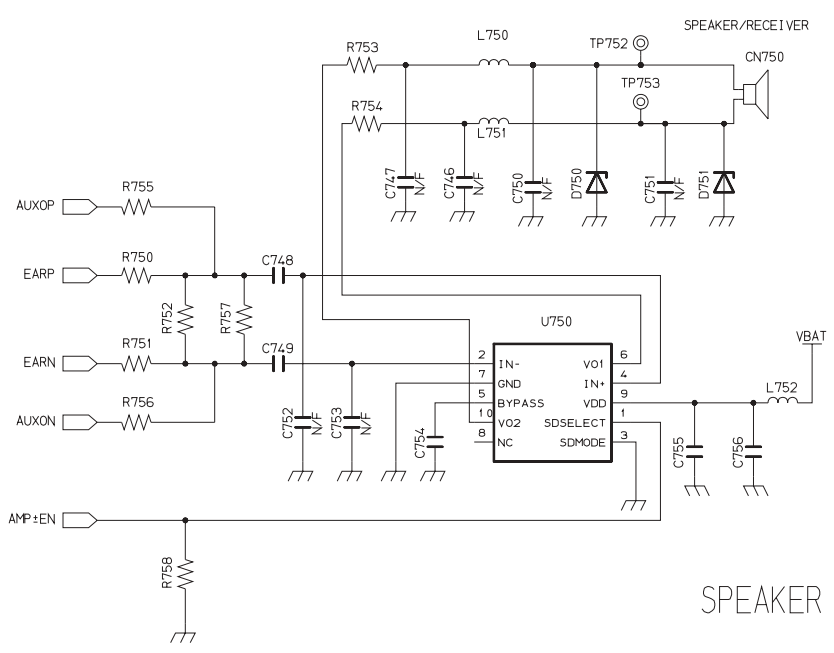 SPEAKER/RECEIVER
L750
R753
TP752
CN750
TP753
R754
L751
C747
N/F
C746
N/F
C750
N/F
D750
C751
N/F
D751
R755
AUXOP
R750
C748
EARP
R752
R757
U750
VBAT
R751
C749
EARN
2 IN- VO1 6
7 GND IN+ 4
5 BYPASS VDD 9
10 VO2 SDSELECT 1
8 NC SDMODE 3
L752
R756
AUXON
C752
N/F
C753
N/F
C754
C755
C756
AMP±EN
R758
SPEAKER